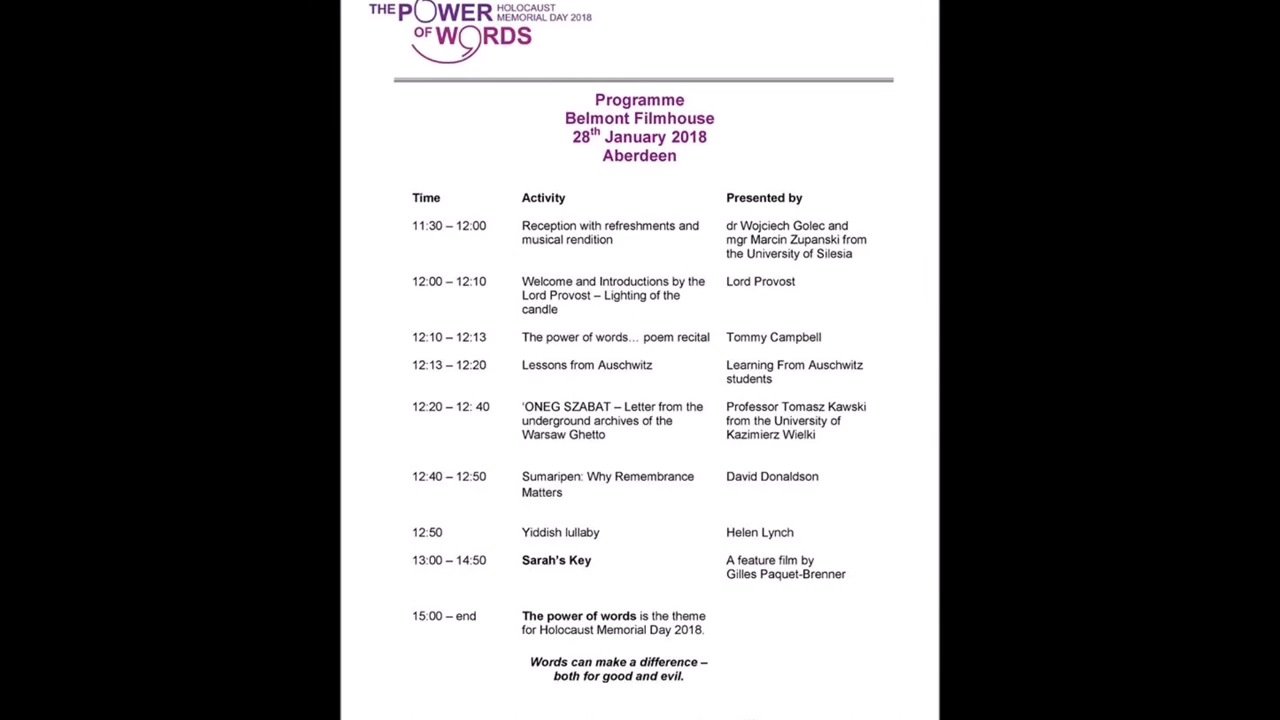 THE POWER HOLOCAUST
MEMORIAL DAY 2018
OF WORDS
Programme
Belmont Filmhouse
28th January 2018
Aberdeen
Time Activity Presented by
11:30 – 12:00 Reception with refreshments and dr Wojciech Golec and
musical rendition mgr Marcin Zupanski from
the University of Silesia
12:00 – 12:10 Welcome and Introductions by the Lord Provost
Lord Provost – Lighting of the
candle
12:10 – 12:13 The power of words… poem recital Tommy Campbell
12:13 – 12:20 Lessons from Auschwitz Learning From Auschwitz
students
12:20 – 12: 40 ‘ONEG SZABAT – Letter from the Professor Tomasz Kawski
underground archives of the from the University of
Warsaw Ghetto Kazimierz Wielki
12:40 – 12:50 Sumaripen: Why Remembrance David Donaldson
Matters
12:50 Yiddish lullaby Helen Lynch
13:00 – 14:50 Sarah's Key A feature film by
Gilles Paquet-Brenner
15:00 – end The power of words is the theme
for Holocaust Memorial Day 2018.
Words can make a difference –
both for good and evil.